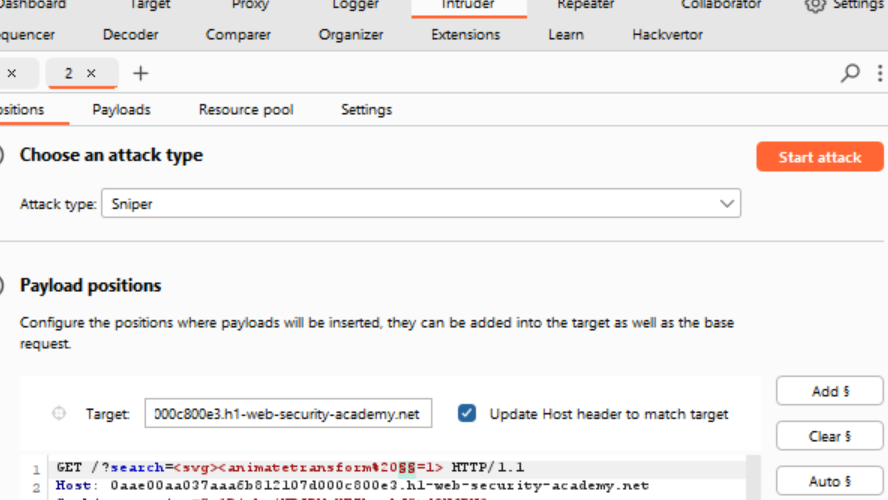 Dashboard Target Proxy Logger Intruder Repeater Collaborator Settings
equencer Decoder Comparer Organizer Extensions Learn Hackvertor
× 2 × +
ositions Payloads Resource pool Settings
Choose an attack type
Start attack
Attack type: Sniper
Payload positions
Configure the positions where payloads will be inserted, they can be added into the target as well as the base
request.
Add §
Target: 000c800e3.h1-web-security-academy.net Update Host header to match target
Clear §
1 GET /?search=<svg><animatetransform%20§§=1> HTTP/1.1
2 Host: 0aae00aa037aaa6b812107d000c800e3.h1-web-security-academy.net
Auto §